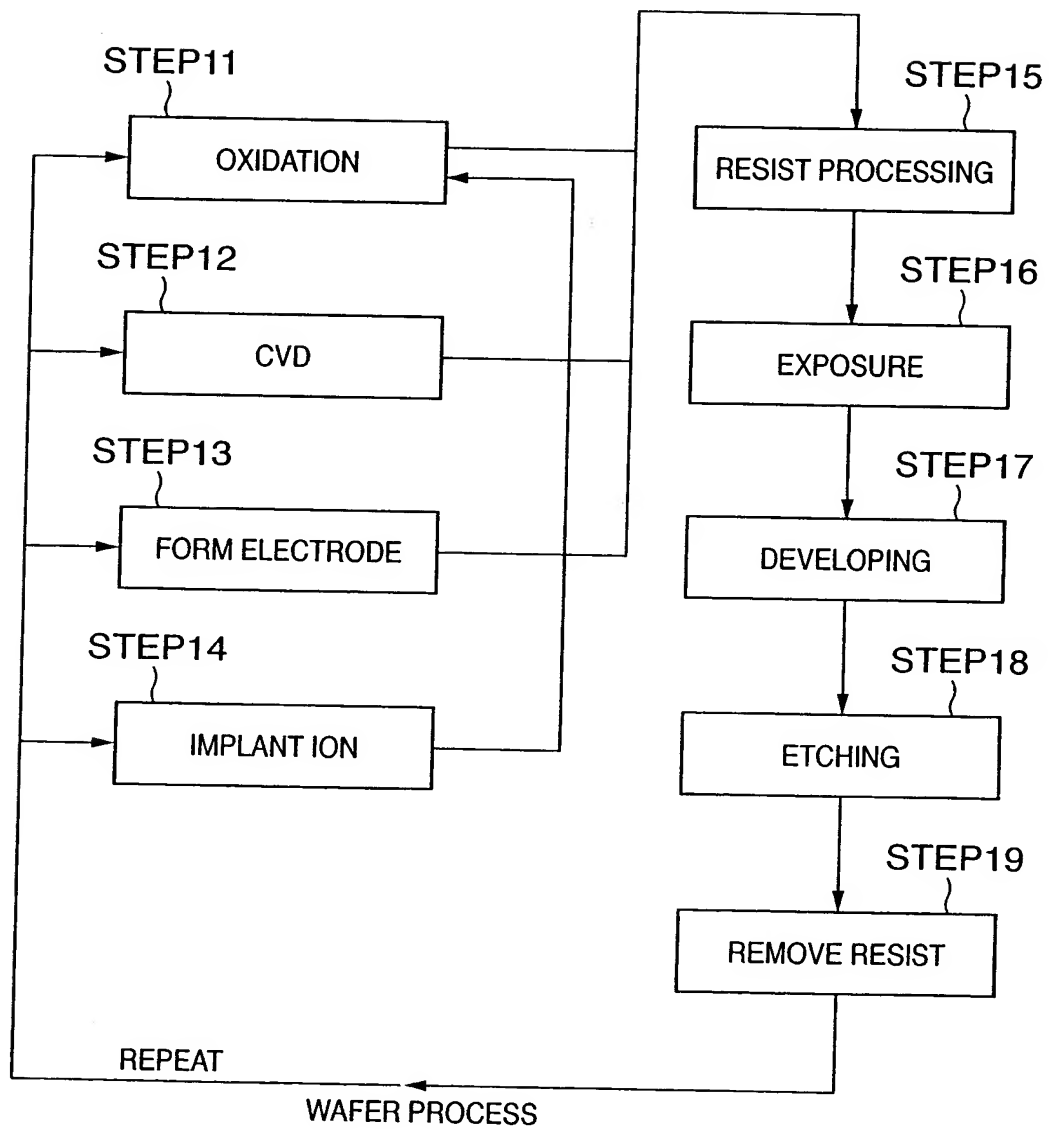 STEP11
OXIDATION
STEP12
CVD
STEP13
FORM ELECTRODE
STEP14
IMPLANT ION
STEP15
RESIST PROCESSING
STEP16
EXPOSURE
STEP17
DEVELOPING
STEP18
ETCHING
STEP19
REMOVE RESIST
REPEAT
WAFER PROCESS